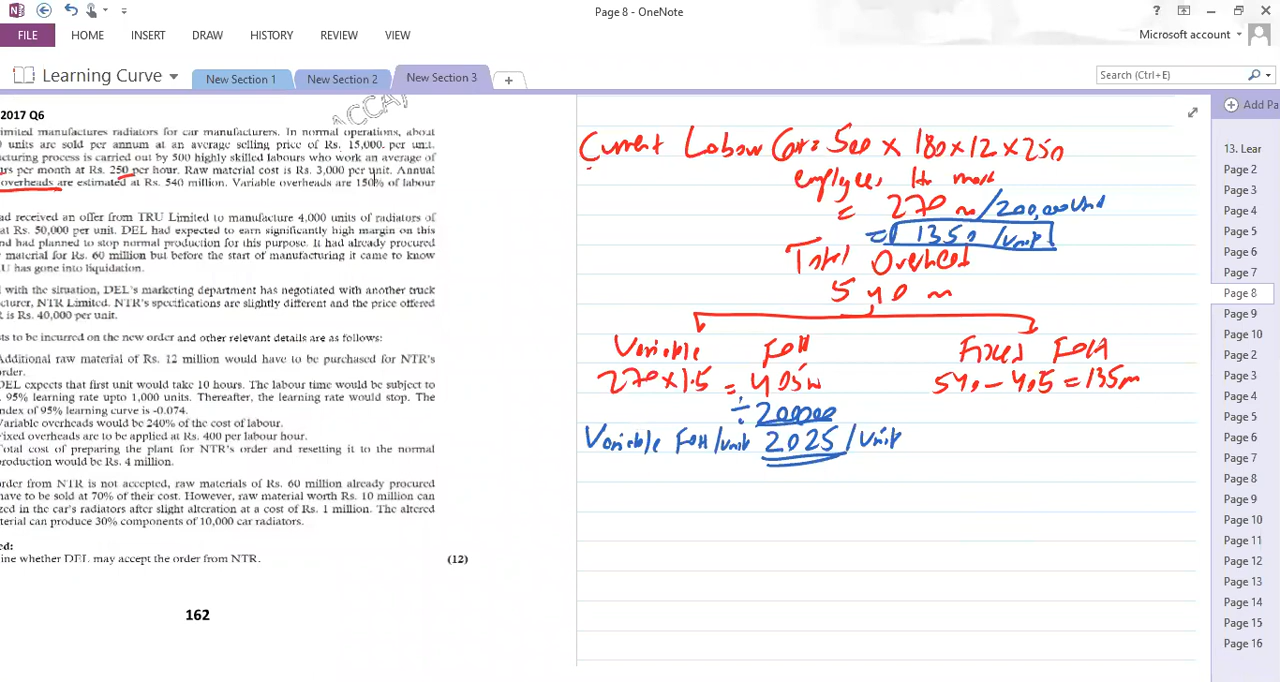 Page 8 - OneNote
FILE HOME INSERT DRAW HISTORY REVIEW VIEW
Microsoft account
Learning Curve New Section 1 New Section 2 New Section 3 +
Search (Ctrl+E)
2017 Q6
imited manufactures radiators for car manufacturers. In normal operations, about
0 units are sold per annum at an average selling price of Rs. 15,000. per unit.
cturing process is carried out by 500 highly skilled labours who work an average of
urs per month at Rs. 250 per hour. Raw material cost is Rs. 3,000 per unit. Annual
overheads are estimated at Rs. 540 million. Variable overheads are 150% of labour
had received an offer from TRU Limited to manufacture 4,000 units of radiators of
at Rs. 50,000 per unit. DEL had expected to earn significantly high margin on this
nd had planned to stop normal production for this purpose. It had already procured
material for Rs. 60 million but before the start of manufacturing it came to know
U has gone into liquidation.
l with the situation, DEL's marketing department has negotiated with another truck
cturer, NTR Limited. NTR's specifications are slightly different and the price offered
R is Rs. 40,000 per unit.
ts to be incurred on the new order and other relevant details are as follows:
Additional raw material of Rs. 12 million would have to be purchased for NTR's
order.
DEL expects that first unit would take 10 hours. The labour time would be subject to
95% learning rate upto 1,000 units. Thereafter, the learning rate would stop. The
index of 95% learning curve is -0.074.
Variable overheads would be 240% of the cost of labour.
Fixed overheads are to be applied at Rs. 400 per labour hour.
Total cost of preparing the plant for NTR's order and resetting it to the normal
production would be Rs. 4 million.
order from NTR is not accepted, raw materials of Rs. 60 million already procured
have to be sold at 70% of their cost. However, raw material worth Rs. 10 million can
zed in the car's radiators after slight alteration at a cost of Rs. 1 million. The altered
terial can produce 30% components of 10,000 car radiators.
ed:
ine whether DEL may accept the order from NTR. (12)
162
Current Labour Cost = 500 × 180 × 12 × 250
employees Hr
= 270 m /200,000 Unit
= 1350 /unit
Total Overhead
540 m
Variable FOH Fixed FOH
270 × 1.5 = 405m 540 - 405 = 135m
÷ 200000
Variable FOH/unit 2025 /unit
Add Pa
13. Lear
Page 2
Page 3
Page 4
Page 5
Page 6
Page 7
Page 8
Page 9
Page 10
Page 2
Page 3
Page 4
Page 5
Page 6
Page 7
Page 8
Page 9
Page 10
Page 11
Page 12
Page 13
Page 14
Page 15
Page 16